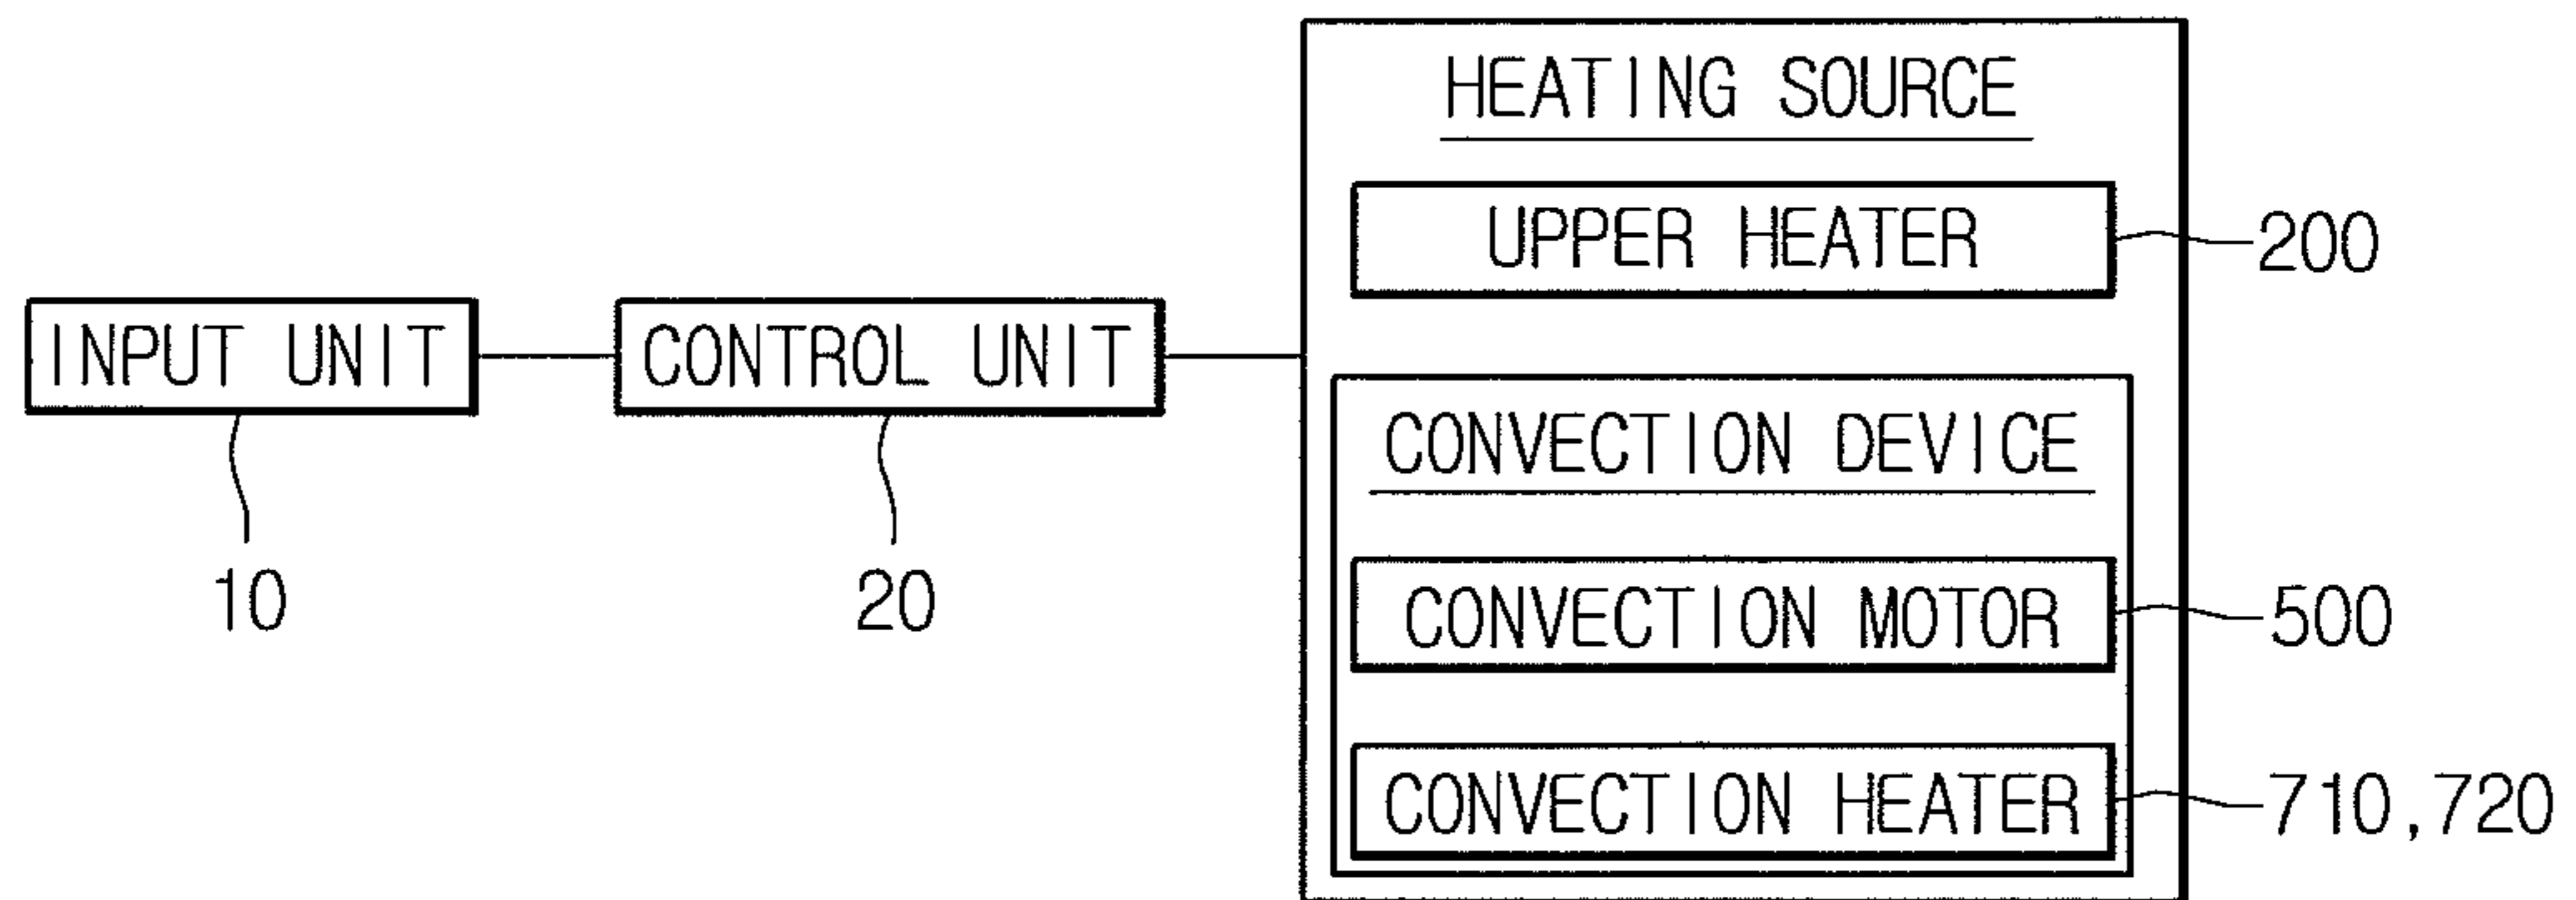 HEATING SOURCE
UPPER HEATER
200
INPUT UNIT
CONTROL UNIT
CONVECTION DEVICE
10
20
CONVECTION MOTOR
500
CONVECTION HEATER
710,720